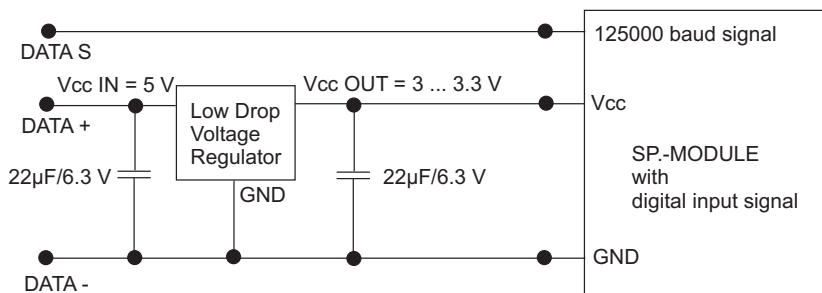 DATA S
125000 baud signal
Vcc IN = 5 V
Vcc OUT = 3 ... 3.3 V
Vcc
DATA +
Low Drop
Voltage
Regulator
22µF/6.3 V
GND
22µF/6.3 V
SP.-MODULE
with
digital input signal
GND
DATA -